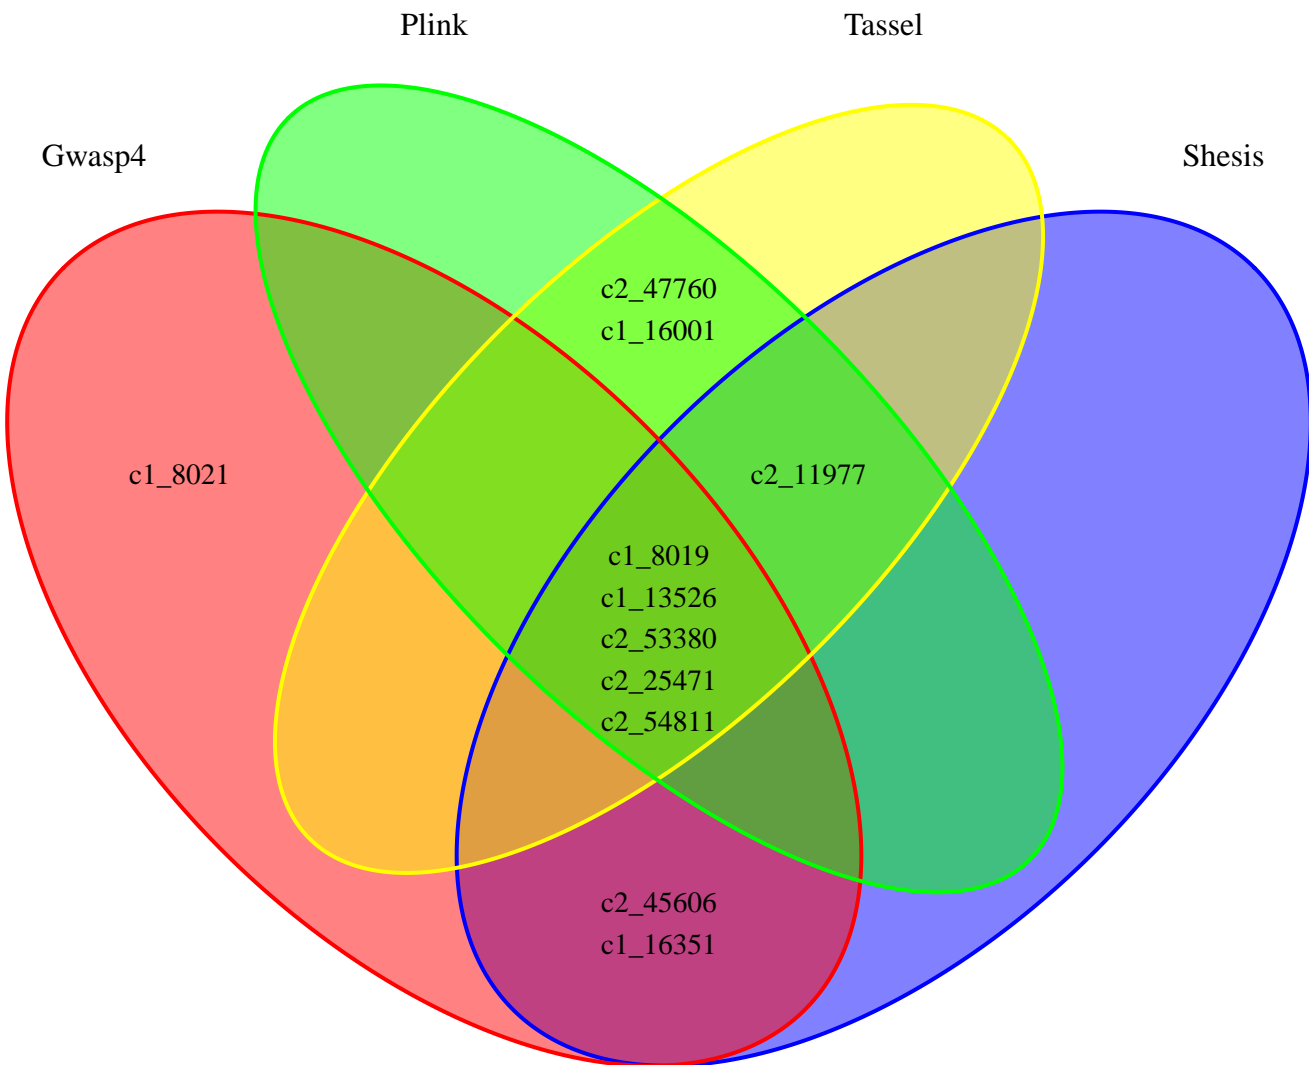 Plink
Tassel
Gwasp4
Shesis
c2_47760
c1_16001
c1_8021
c2_11977
c1_8019
c1_13526
c2_53380
c2_25471
c2_54811
c2_45606
c1_16351